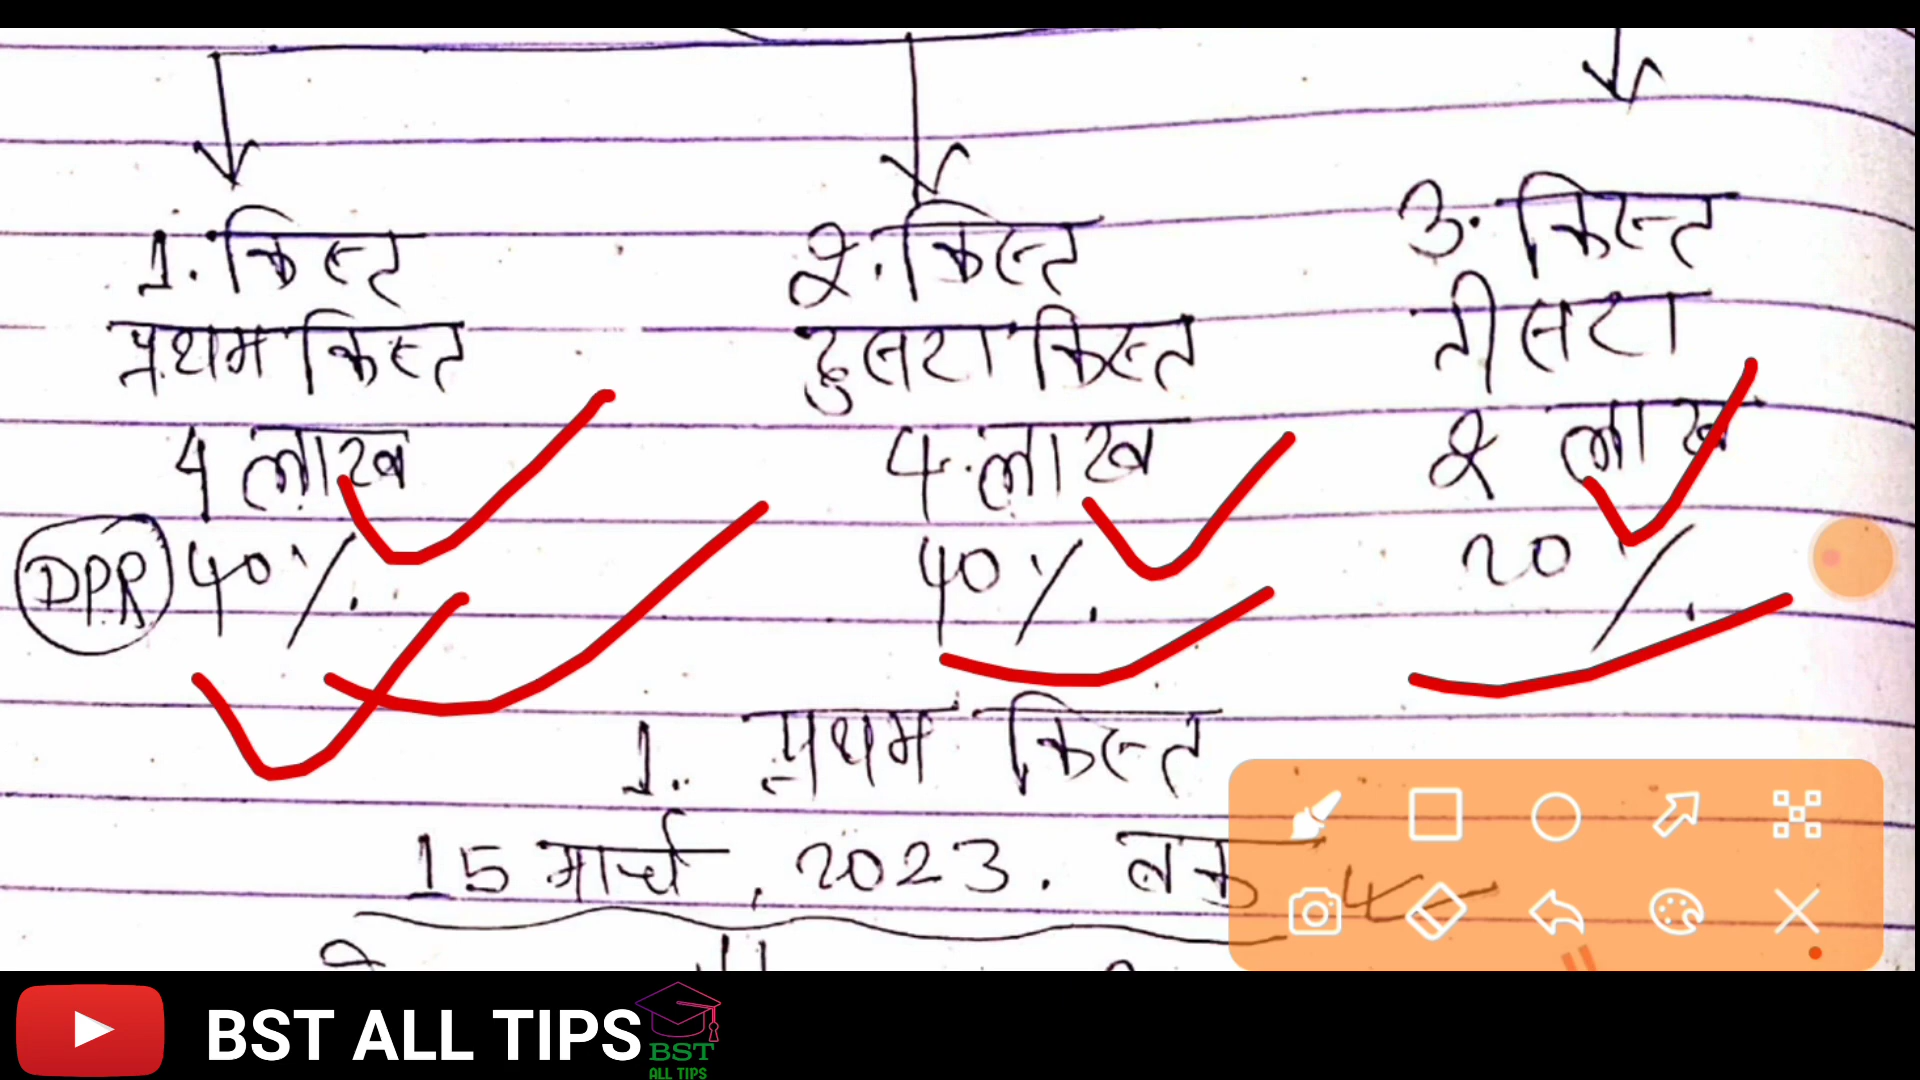 1. किस्त
प्रथम किस्त
4 लाख
DPR 40%.
2. किस्त
दुसरा किस्त
4. लाख
40%.
3. किस्त
तीसरा
2 लाख
20%.
1. प्रथम किस्त
15 मार्च, 2023. तक
BST ALL TIPS
BST
ALL TIPS